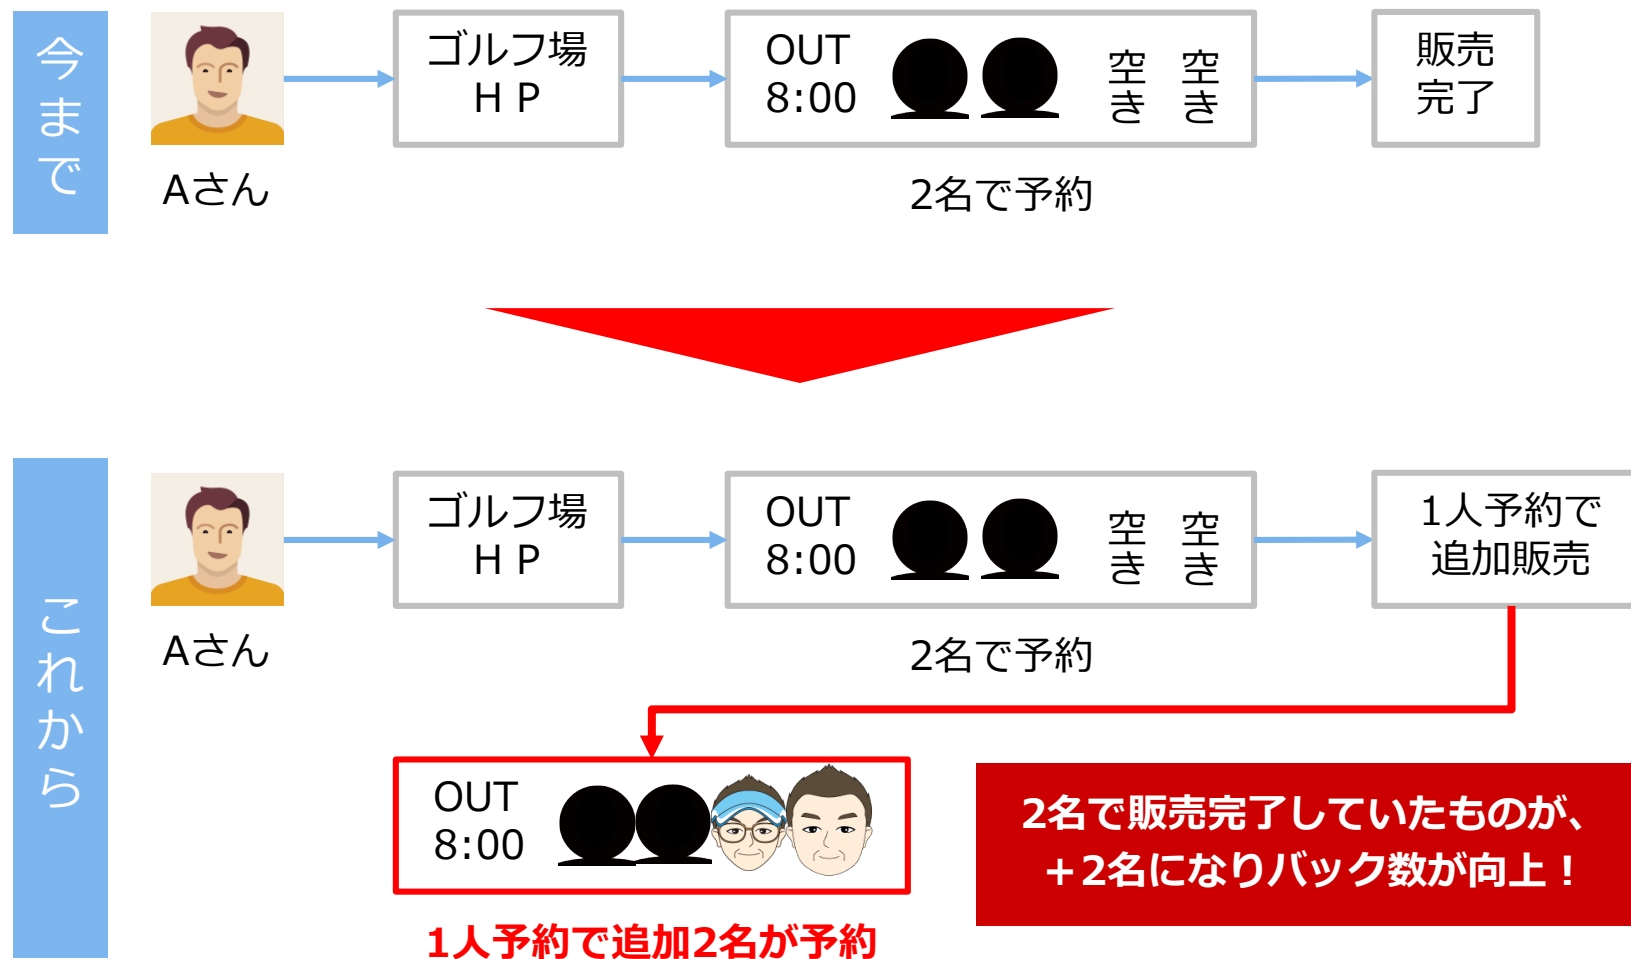 今まで
Aさん
ゴルフ場
ＨＰ
OUT
8:00
空き
空き
2名で予約
販売
完了
これから
Aさん
ゴルフ場
ＨＰ
OUT
8:00
空き
空き
2名で予約
1人予約で
追加販売
OUT
8:00
1人予約で追加2名が予約
2名で販売完了していたものが、
＋2名になりバック数が向上！